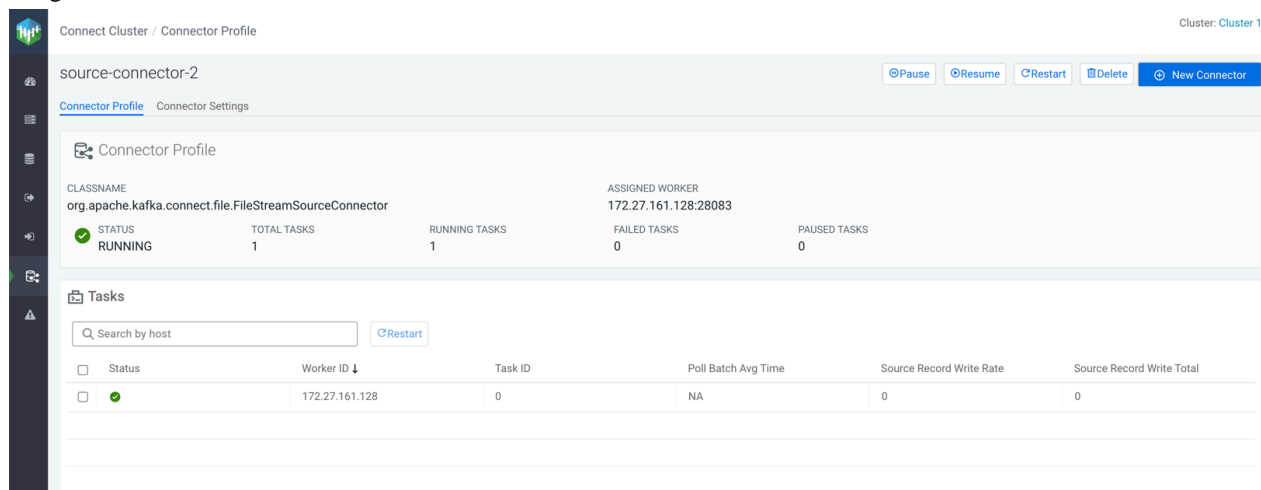 Connect Cluster / Connector Profile
Cluster: Cluster 1
source-connector-2
Pause
Resume
Restart
Delete
New Connector
Connector Profile
Connector Settings
Connector Profile
CLASSNAME
ASSIGNED WORKER
org.apache.kafka.connect.file.FileStreamSourceConnector
172.27.161.128:28083
STATUS TOTAL TASKS RUNNING TASKS FAILED TASKS PAUSED TASKS
RUNNING 1 1 0 0
Tasks
Search by host
Restart
Status Worker ID Task ID Poll Batch Avg Time Source Record Write Rate Source Record Write Total
172.27.161.128 0 NA 0 0